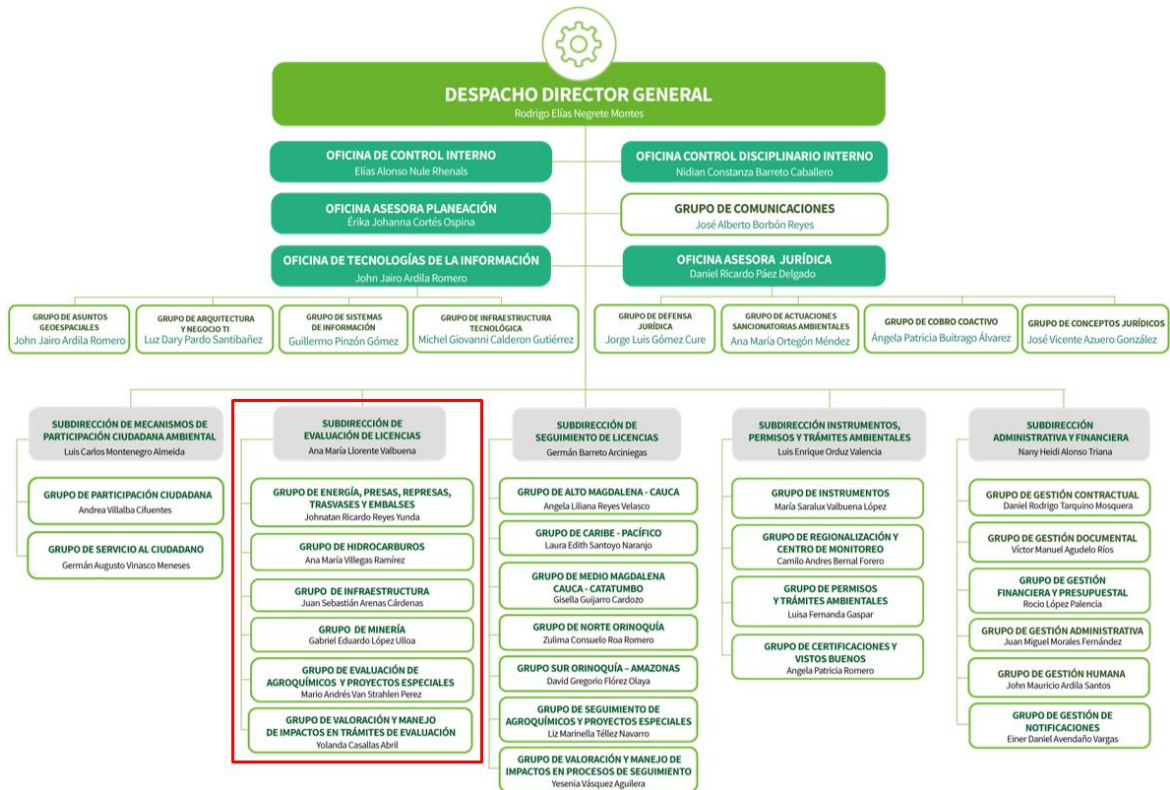 DESPACHO DIRECTOR GENERAL
Rodrigo Elías Negrete Montes
OFICINA DE CONTROL INTERNO
Elías Alonso Nule Rhenals
OFICINA CONTROL DISCIPLINARIO INTERNO
Nidian Constanza Barreto Caballero
OFICINA ASESORA PLANEACIÓN
Érika Johanna Cortés Ospina
GRUPO DE COMUNICACIONES
José Alberto Borbón Reyes
OFICINA DE TECNOLOGÍAS DE LA INFORMACIÓN
John Jairo Ardila Romero
OFICINA ASESORA JURÍDICA
Daniel Ricardo Páez Delgado
GRUPO DE ASUNTOS
GEOESPACIALES
John Jairo Ardila Romero
GRUPO DE ARQUITECTURA
Y NEGOCIO TI
Luz Dary Pardo Santibañez
GRUPO DE SISTEMAS
DE INFORMACIÓN
Guillermo Pinzón Gómez
GRUPO DE INFRAESTRUCTURA
TECNOLÓGICA
Michel Giovanni Calderon Gutiérrez
GRUPO DE DEFENSA
JURÍDICA
Jorge Luis Gómez Cure
GRUPO DE ACTUACIONES
SANCIONATORIAS AMBIENTALES
Ana María Ortegón Méndez
GRUPO DE COBRO COACTIVO
Ángela Patricia Buitrago Álvarez
GRUPO DE CONCEPTOS JURÍDICOS
José Vicente Azuero González
SUBDIRECCIÓN DE MECANISMOS DE
PARTICIPACIÓN CIUDADANA AMBIENTAL
Luis Carlos Montenegro Almeida
GRUPO DE PARTICIPACIÓN CIUDADANA
Andrea Villalba Cifuentes
GRUPO DE SERVICIO AL CIUDADANO
Germán Augusto Vinasco Meneses
SUBDIRECCIÓN DE
EVALUACIÓN DE LICENCIAS
Ana María Llorente Valbuena
GRUPO DE ENERGÍA, PRESAS, REPRESAS,
TRASVASES Y EMBALSES
Johnatan Ricardo Reyes Yunda
GRUPO DE HIDROCARBUROS
Ana María Villegas Ramírez
GRUPO DE INFRAESTRUCTURA
Juan Sebastián Arenas Cárdenas
GRUPO DE MINERÍA
Gabriel Eduardo López Ulloa
GRUPO DE EVALUACIÓN DE
AGROQUÍMICOS Y PROYECTOS ESPECIALES
Mario Andrés Van Strahlen Perez
GRUPO DE VALORACIÓN Y MANEJO
DE IMPACTOS EN TRÁMITES DE EVALUACIÓN
Yolanda Casallas Abril
SUBDIRECCIÓN DE
SEGUIMIENTO DE LICENCIAS
Germán Barreto Arciniegas
GRUPO DE ALTO MAGDALENA - CAUCA
Angela Liliana Reyes Velasco
GRUPO DE CARIBE - PACÍFICO
Laura Edith Santoyo Naranjo
GRUPO DE MEDIO MAGDALENA
CAUCA - CATATUMBO
Gisella Guijarro Cardozo
GRUPO DE NORTE ORINOQUÍA
Zulima Consuelo Roa Romero
GRUPO SUR ORINOQUÍA – AMAZONAS
David Gregorio Flórez Olaya
GRUPO DE SEGUIMIENTO DE
AGROQUÍMICOS Y PROYECTOS ESPECIALES
Liz Marinella Téllez Navarro
GRUPO DE VALORACIÓN Y MANEJO DE
IMPACTOS EN PROCESOS DE SEGUIMIENTO
Yesenia Vásquez Aguilera
SUBDIRECCIÓN INSTRUMENTOS,
PERMISOS Y TRÁMITES AMBIENTALES
Luis Enrique Orduz Valencia
GRUPO DE INSTRUMENTOS
María Saralux Valbuena López
GRUPO DE REGIONALIZACIÓN Y
CENTRO DE MONITOREO
Camilo Andres Bernal Forero
GRUPO DE PERMISOS
Y TRÁMITES AMBIENTALES
Luisa Fernanda Gaspar
GRUPO DE CERTIFICACIONES Y
VISTOS BUENOS
Angela Patricia Romero
SUBDIRECCIÓN
ADMINISTRATIVA Y FINANCIERA
Nany Heidi Alonso Triana
GRUPO DE GESTIÓN CONTRACTUAL
Daniel Rodrigo Tarquino Mosquera
GRUPO DE GESTIÓN DOCUMENTAL
Víctor Manuel Agudelo Ríos
GRUPO DE GESTIÓN
FINANCIERA Y PRESUPUESTAL
Rocio López Palencia
GRUPO DE GESTIÓN ADMINISTRATIVA
Juan Miguel Morales Fernández
GRUPO DE GESTIÓN HUMANA
John Mauricio Ardila Santos
GRUPO DE GESTIÓN DE
NOTIFICACIONES
Einer Daniel Avendaño Vargas